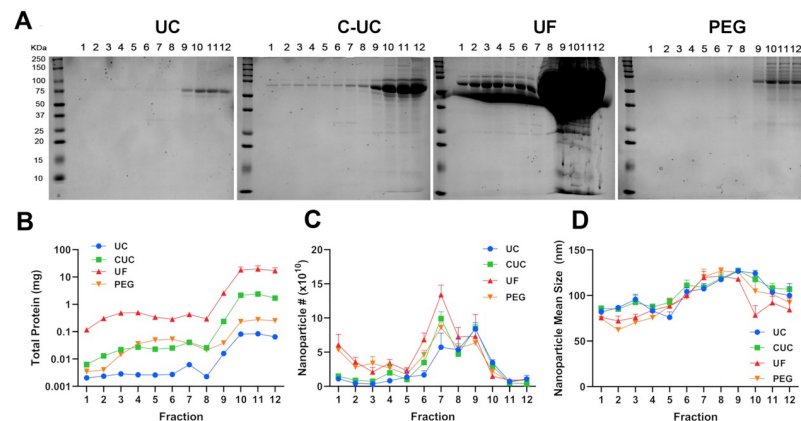 A
UC
C-UC
UF
PEG
KDa 1 2 3 4 5 6 7 8 9 10 11 12
1 2 3 4 5 6 7 8 9 10 11 12
1 2 3 4 5 6 7 8 9 10 11 12
1 2 3 4 5 6 7 8 9 10 11 12
250
150
100
75
50
37
25
20
15
10
B
Total Protein (mg)
100
10
1
0.1
0.01
0.001
UC
CUC
UF
PEG
1 2 3 4 5 6 7 8 9 10 11 12
Fraction
C
Nanoparticle # (x10¹⁰)
20
15
10
5
0
UC
CUC
UF
PEG
1 2 3 4 5 6 7 8 9 10 11 12
Fraction
D
Nanoparticle Mean Size (nm)
150
100
50
0
UC
CUC
UF
PEG
1 2 3 4 5 6 7 8 9 10 11 12
Fraction